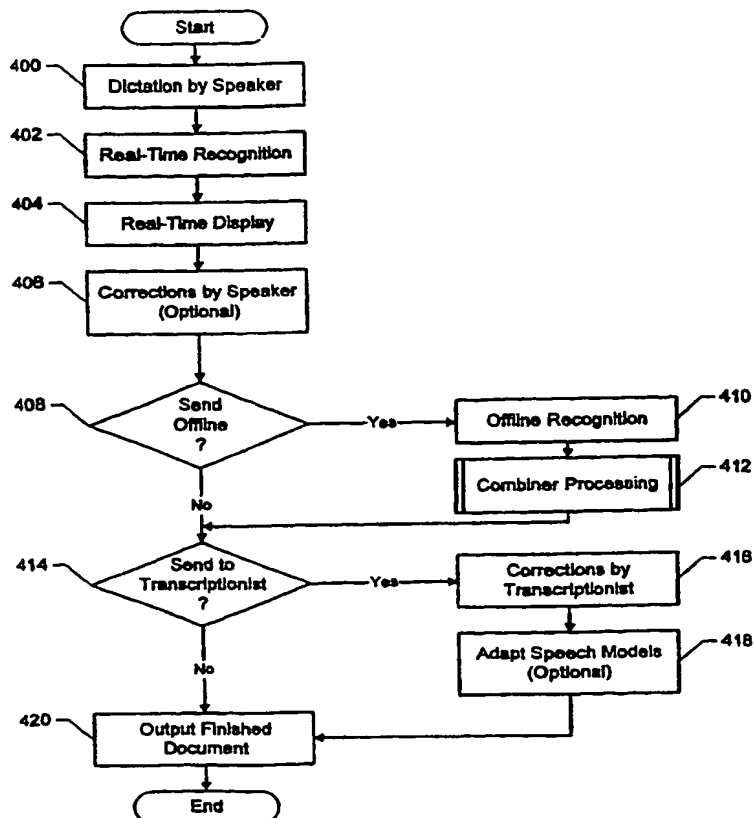 Start
400
Dictation by Speaker
402
Real-Time Recognition
404
Real-Time Display
406
Corrections by Speaker
(Optional)
408
Send
Offline
?
Yes
410
Offline Recognition
412
Combiner Processing
No
414
Send to
Transcriptionist
?
Yes
416
Corrections by
Transcriptionist
418
Adapt Speech Models
(Optional)
No
420
Output Finished
Document
End